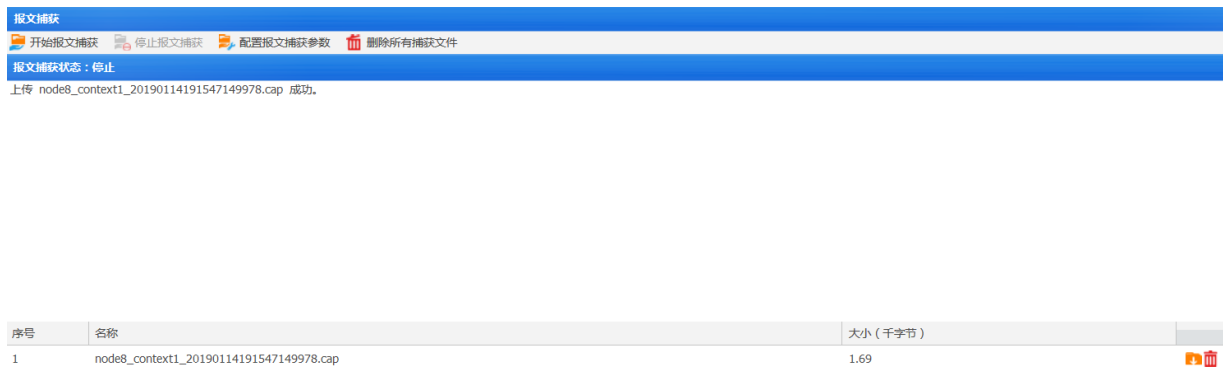 报文捕获
开始报文捕获 停止报文捕获 配置报文捕获参数 删除所有捕获文件
报文捕获状态：停止
上传 node8_context1_20190114191547149978.cap 成功。
序号 名称 大小（千字节）
1 node8_context1_20190114191547149978.cap 1.69